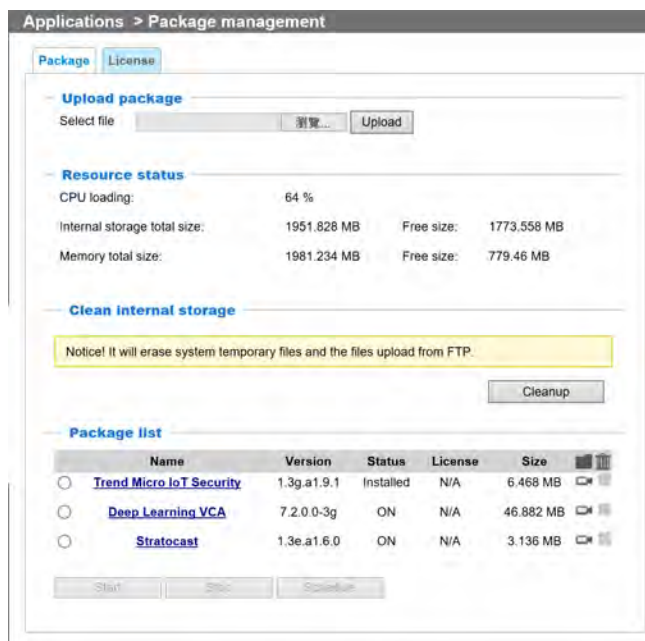 Applications > Package management
Package License
Upload package
Select file 瀏覽... Upload
Resource status
CPU loading: 64 %
Internal storage total size: 1951.828 MB Free size: 1773.558 MB
Memory total size: 1981.234 MB Free size: 779.46 MB
Clean internal storage
Notice! It will erase system temporary files and the files upload from FTP.
Cleanup
Package list
Name Version Status License Size
Trend Micro IoT Security 1.3g.a1.9.1 Installed N/A 6.468 MB
Deep Learning VCA 7.2.0.0-3g ON N/A 46.882 MB
Stratocast 1.3e.a1.6.0 ON N/A 3.136 MB
Start Stop Schedule